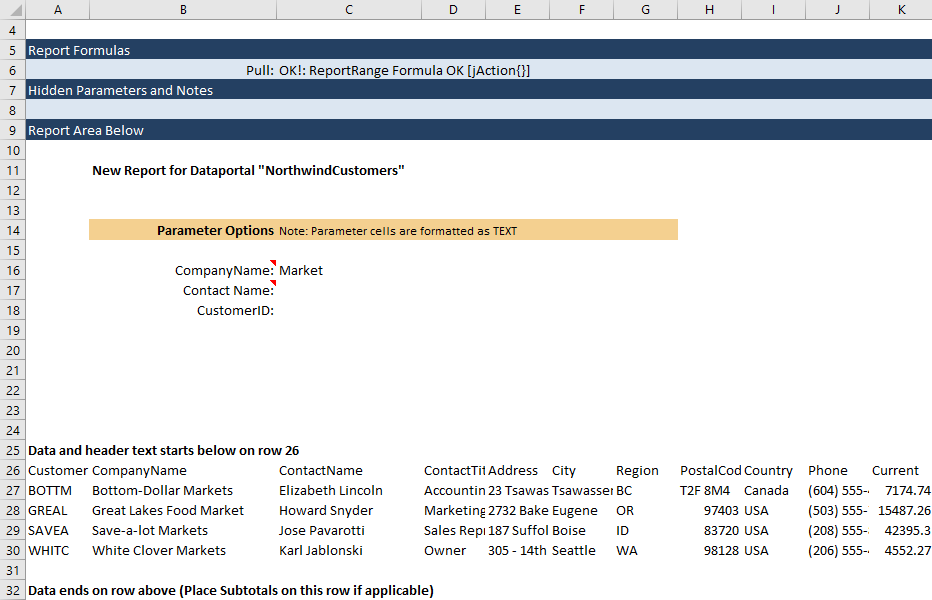 A B C D E F G H I J K
4
5 Report Formulas
6 Pull: OK!: ReportRange Formula OK [jAction{}]
7 Hidden Parameters and Notes
8
9 Report Area Below
10
11 New Report for Dataportal "NorthwindCustomers"
12
13
14 Parameter Options Note: Parameter cells are formatted as TEXT
15
16 CompanyName: Market
17 Contact Name:
18 CustomerID:
19
20
21
22
23
24
25 Data and header text starts below on row 26
26 Customer CompanyName ContactName ContactTit Address City Region PostalCod Country Phone Current
27 BOTTM Bottom-Dollar Markets Elizabeth Lincoln Accountin 23 Tsawas Tsawasser BC T2F 8M4 Canada (604) 555- 7174.74
28 GREAL Great Lakes Food Market Howard Snyder Marketing 2732 Bake Eugene OR 97403 USA (503) 555- 15487.26
29 SAVEA Save-a-lot Markets Jose Pavarotti Sales Repr 187 Suffol Boise ID 83720 USA (208) 555- 42395.3
30 WHITC White Clover Markets Karl Jablonski Owner 305 - 14th Seattle WA 98128 USA (206) 555- 4552.27
31
32 Data ends on row above (Place Subtotals on this row if applicable)